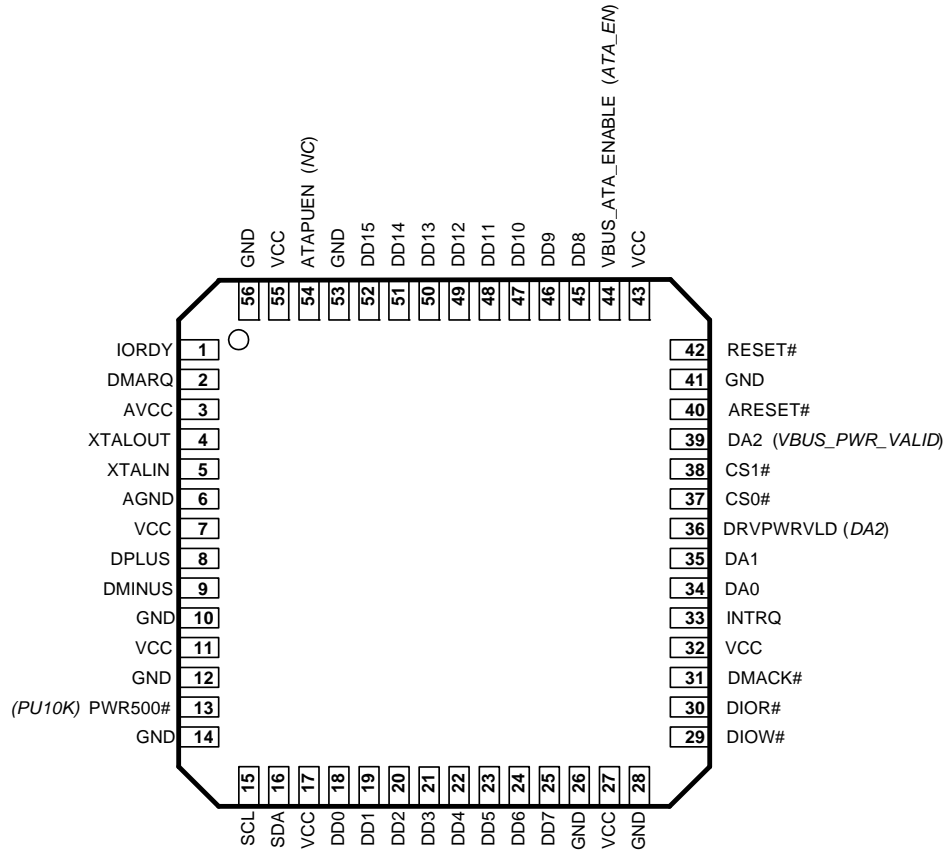 GND
VCC
ATAPUEN (NC)
GND
DD15
DD14
DD13
DD12
DD11
DD10
DD9
DD8
VBUS_ATA_ENABLE (ATA_EN)
VCC
56
55
54
53
52
51
50
49
48
47
46
45
44
43
IORDY 1
DMARQ 2
AVCC 3
XTALOUT 4
XTALIN 5
AGND 6
VCC 7
DPLUS 8
DMINUS 9
GND 10
VCC 11
GND 12
(PU10K) PWR500# 13
GND 14
42 RESET#
41 GND
40 ARESET#
39 DA2 (VBUS_PWR_VALID)
38 CS1#
37 CS0#
36 DRVPWRVLD (DA2)
35 DA1
34 DA0
33 INTRQ
32 VCC
31 DMACK#
30 DIOR#
29 DIOW#
15
16
17
18
19
20
21
22
23
24
25
26
27
28
SCL
SDA
VCC
DD0
DD1
DD2
DD3
DD4
DD5
DD6
DD7
GND
VCC
GND